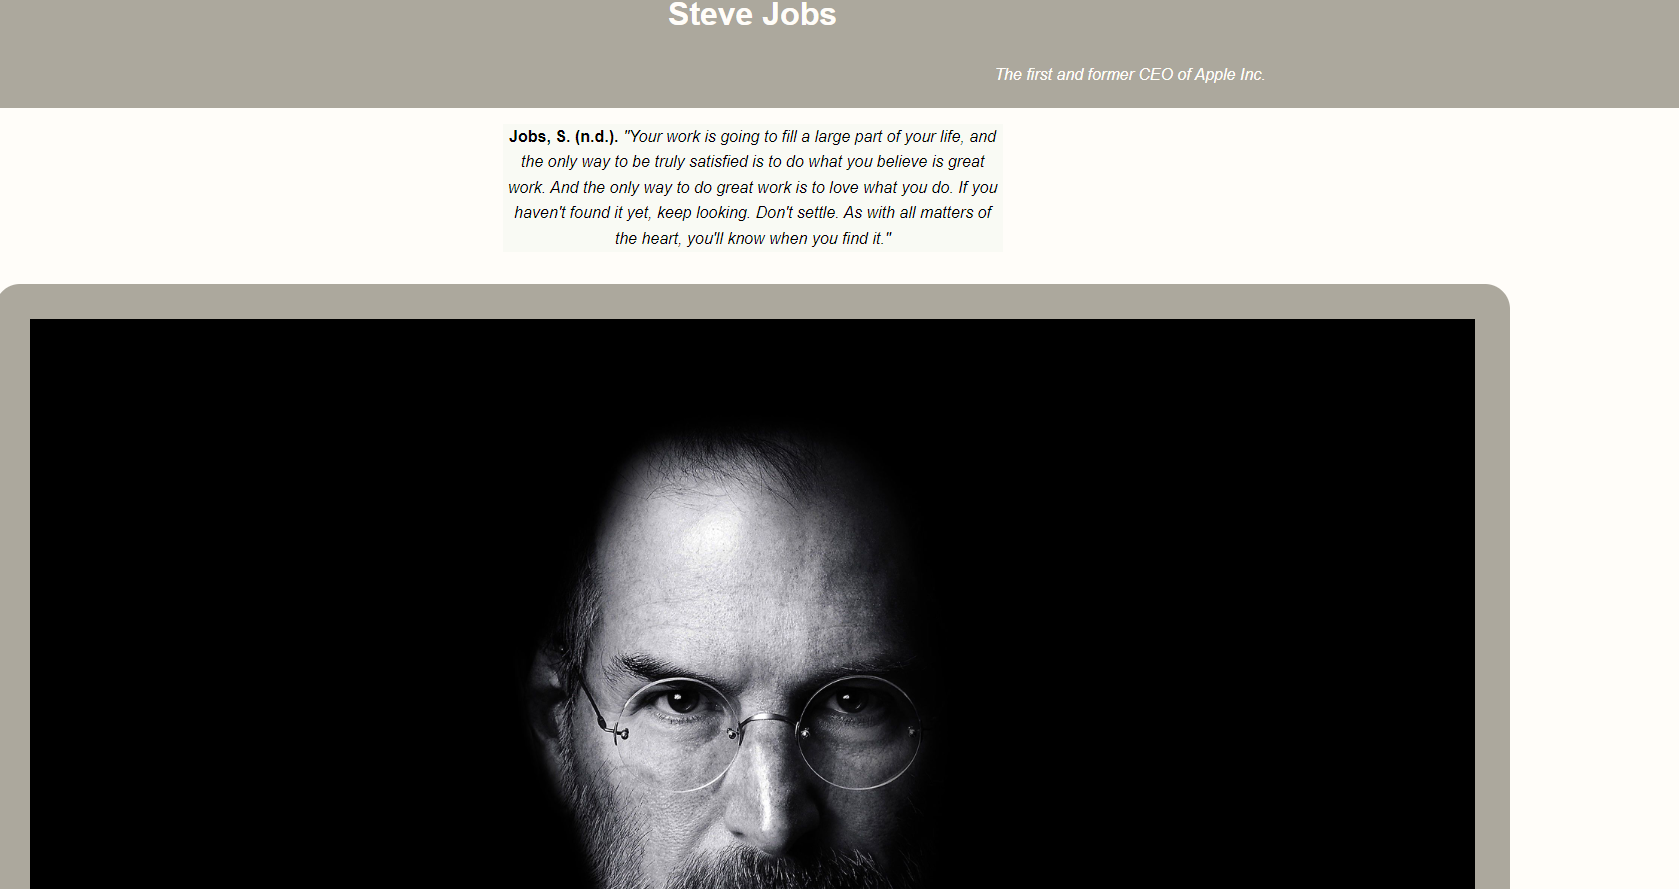 Steve Jobs
The first and former CEO of Apple Inc.
Jobs, S. (n.d.). "Your work is going to fill a large part of your life, and
the only way to be truly satisfied is to do what you believe is great
work. And the only way to do great work is to love what you do. If you
haven't found it yet, keep looking. Don't settle. As with all matters of
the heart, you'll know when you find it."